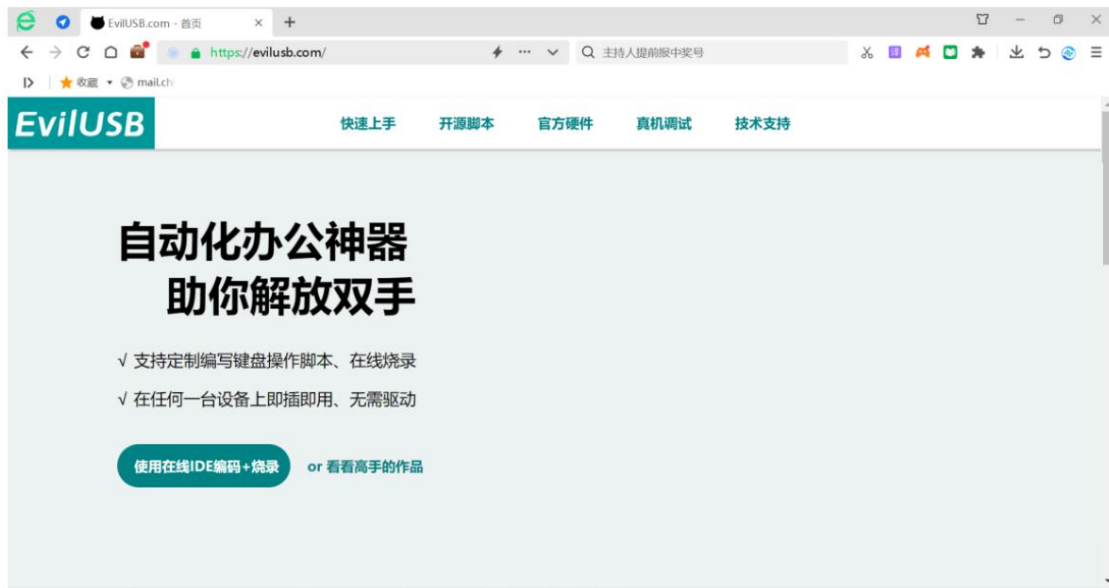 EvilUSB.com - 首页
https://evilusb.com/
主持人提前报中奖号
收藏
mail.ch
EvilUSB
快速上手 开源脚本 官方硬件 真机调试 技术支持
自动化办公神器
助你解放双手
√ 支持定制编写键盘操作脚本、在线烧录
√ 在任何一台设备上即插即用、无需驱动
使用在线IDE编码+烧录 or 看看高手的作品